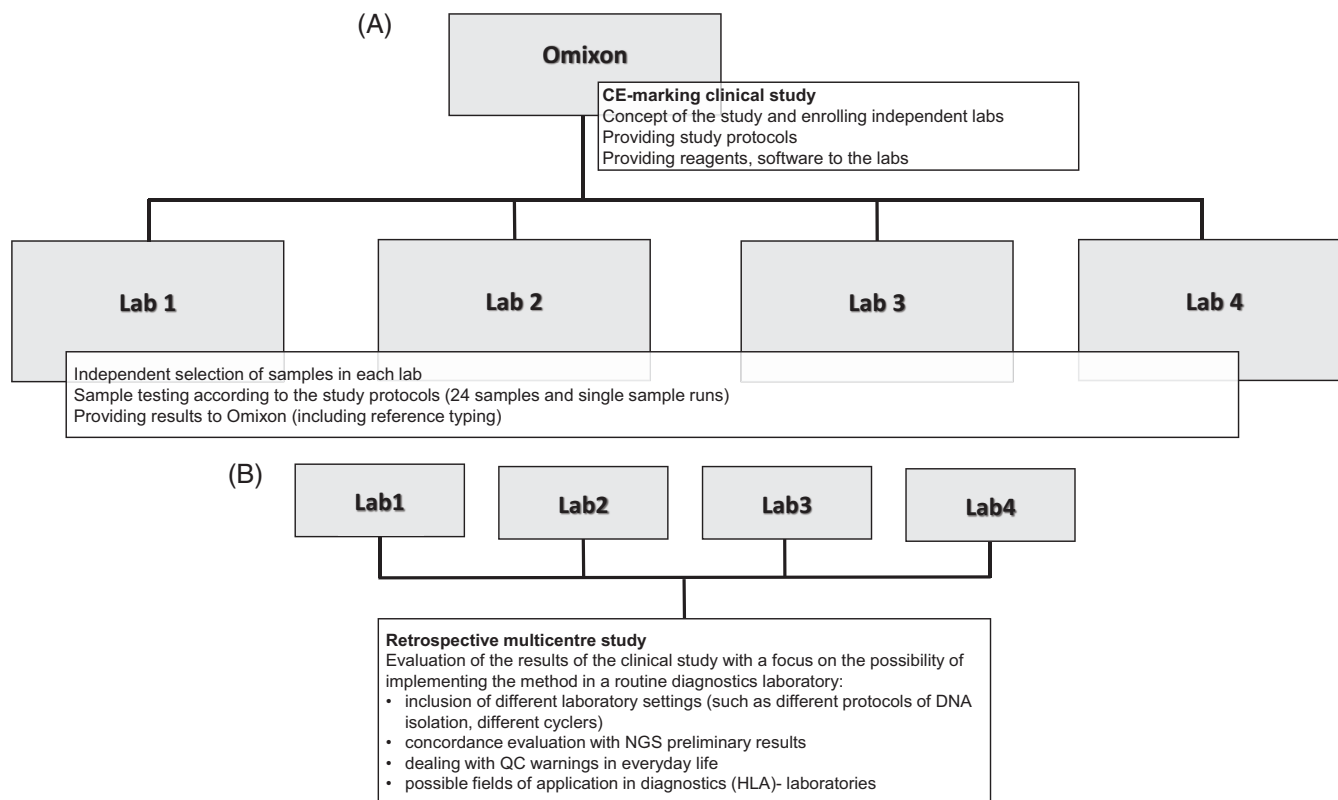 (A)
Omixon
CE-marking clinical study
Concept of the study and enrolling independent labs
Providing study protocols
Providing reagents, software to the labs
Lab 1
Lab 2
Lab 3
Lab 4
Independent selection of samples in each lab
Sample testing according to the study protocols (24 samples and single sample runs)
Providing results to Omixon (including reference typing)
(B)
Lab1
Lab2
Lab3
Lab4
Retrospective multicentre study
Evaluation of the results of the clinical study with a focus on the possibility of
implementing the method in a routine diagnostics laboratory:
• inclusion of different laboratory settings (such as different protocols of DNA
isolation, different cyclers)
• concordance evaluation with NGS preliminary results
• dealing with QC warnings in everyday life
• possible fields of application in diagnostics (HLA)- laboratories